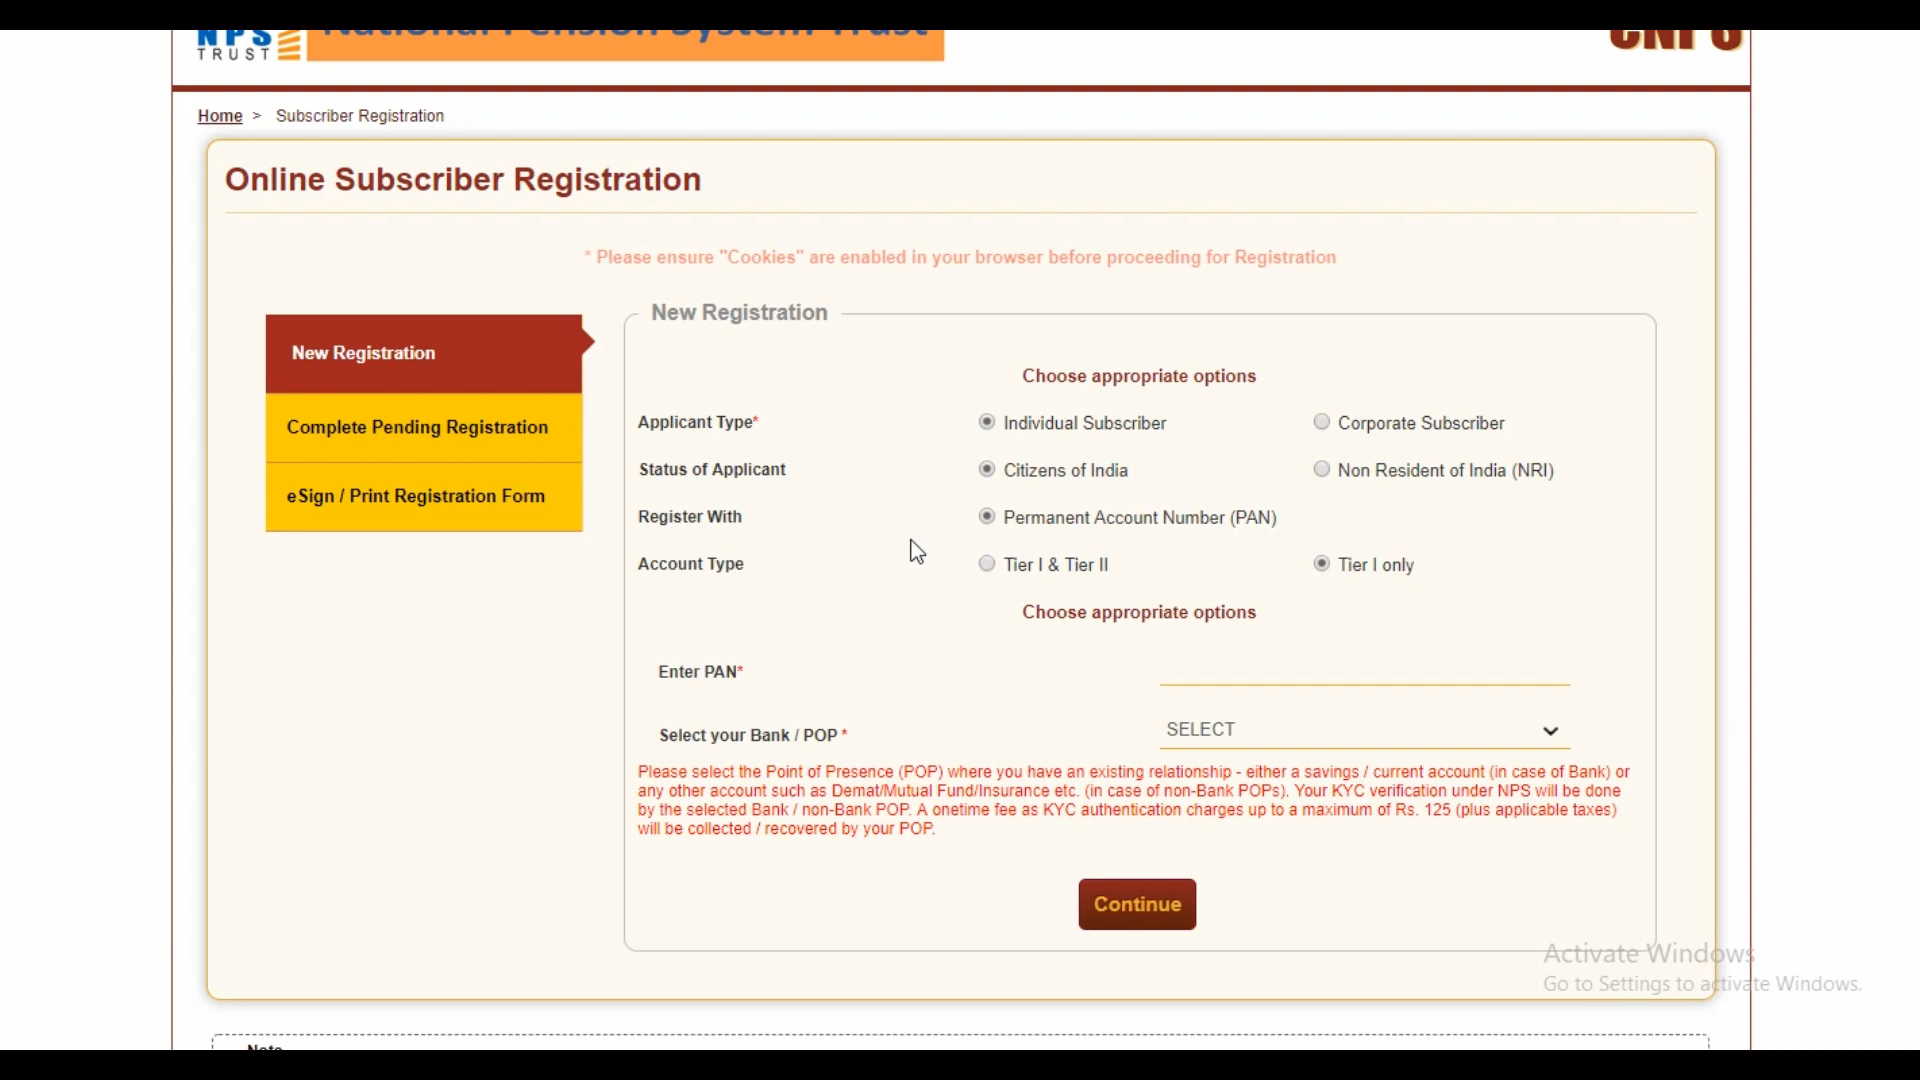 NPS
TRUST
National Pension System Trust
Home > Subscriber Registration
Online Subscriber Registration
* Please ensure "Cookies" are enabled in your browser before proceeding for Registration
New Registration
Complete Pending Registration
eSign / Print Registration Form
New Registration
Choose appropriate options
Applicant Type* Individual Subscriber Corporate Subscriber
Status of Applicant Citizens of India Non Resident of India (NRI)
Register With Permanent Account Number (PAN)
Account Type Tier I & Tier II Tier I only
Choose appropriate options
Enter PAN*
Select your Bank / POP * SELECT
Please select the Point of Presence (POP) where you have an existing relationship - either a savings / current account (in case of Bank) or
any other account such as Demat/Mutual Fund/Insurance etc. (in case of non-Bank POPs). Your KYC verification under NPS will be done
by the selected Bank / non-Bank POP. A onetime fee as KYC authentication charges up to a maximum of Rs. 125 (plus applicable taxes)
will be collected / recovered by your POP.
Continue
Activate Windows
Go to Settings to activate Windows.
Note